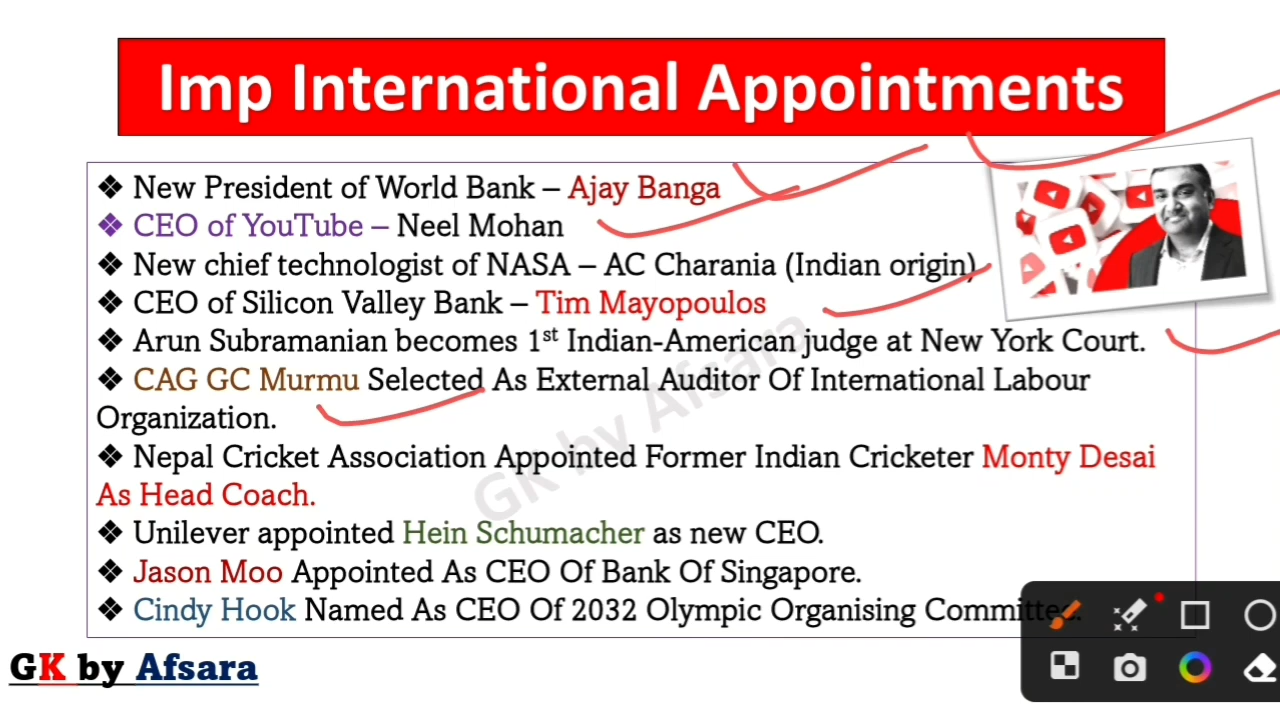 Imp International Appointments
❖ New President of World Bank – Ajay Banga
❖ CEO of YouTube – Neel Mohan
❖ New chief technologist of NASA – AC Charania (Indian origin)
❖ CEO of Silicon Valley Bank – Tim Mayopoulos
❖ Arun Subramanian becomes 1st Indian-American judge at New York Court.
❖ CAG GC Murmu Selected As External Auditor Of International Labour
Organization.
❖ Nepal Cricket Association Appointed Former Indian Cricketer Monty Desai
As Head Coach.
❖ Unilever appointed Hein Schumacher as new CEO.
❖ Jason Moo Appointed As CEO Of Bank Of Singapore.
❖ Cindy Hook Named As CEO Of 2032 Olympic Organising Committee.
GK by Afsara
GK by Afsara